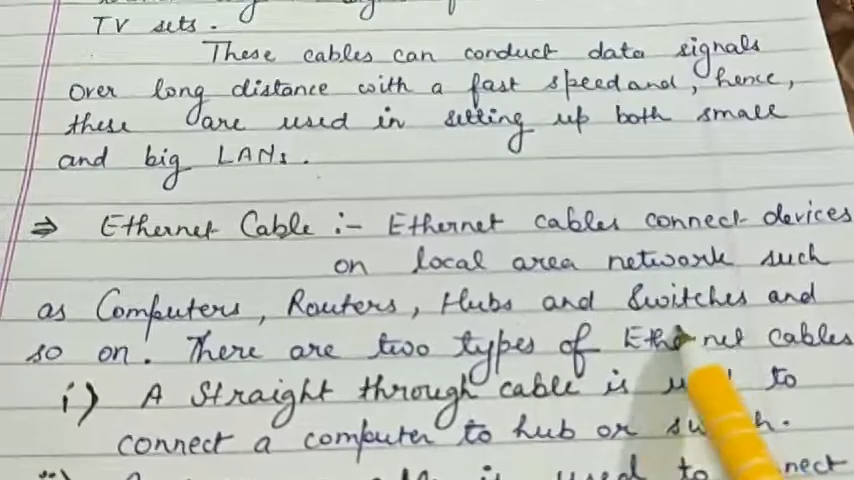 TV sets.
These cables can conduct data signals
over long distance with a fast speed and, hence,
these are used in setting up both small
and big LANs.
⇒ Ethernet Cable :- Ethernet cables connect devices
on local area network such
as Computers, Routers, Hubs and Switches and
so on. There are two types of Ethernet cables
i) A Straight through cable is to
connect a computer to hub or
is used to